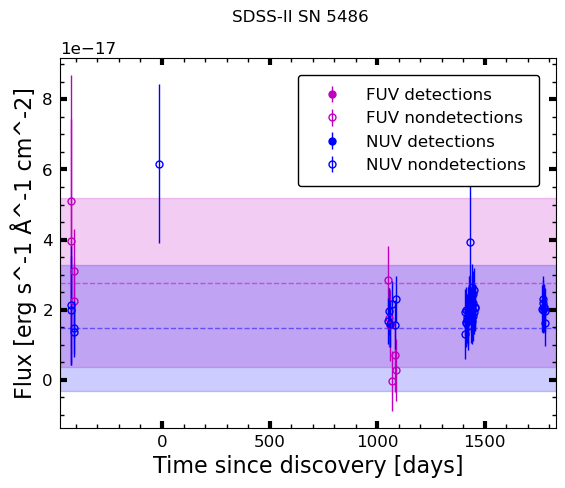 SDSS-II SN 5486
1e−17
FUV detections
FUV nondetections
NUV detections
NUV nondetections
8
6
4
2
0
Flux [erg s^-1 Å^-1 cm^-2]
0
500
1000
1500
Time since discovery [days]